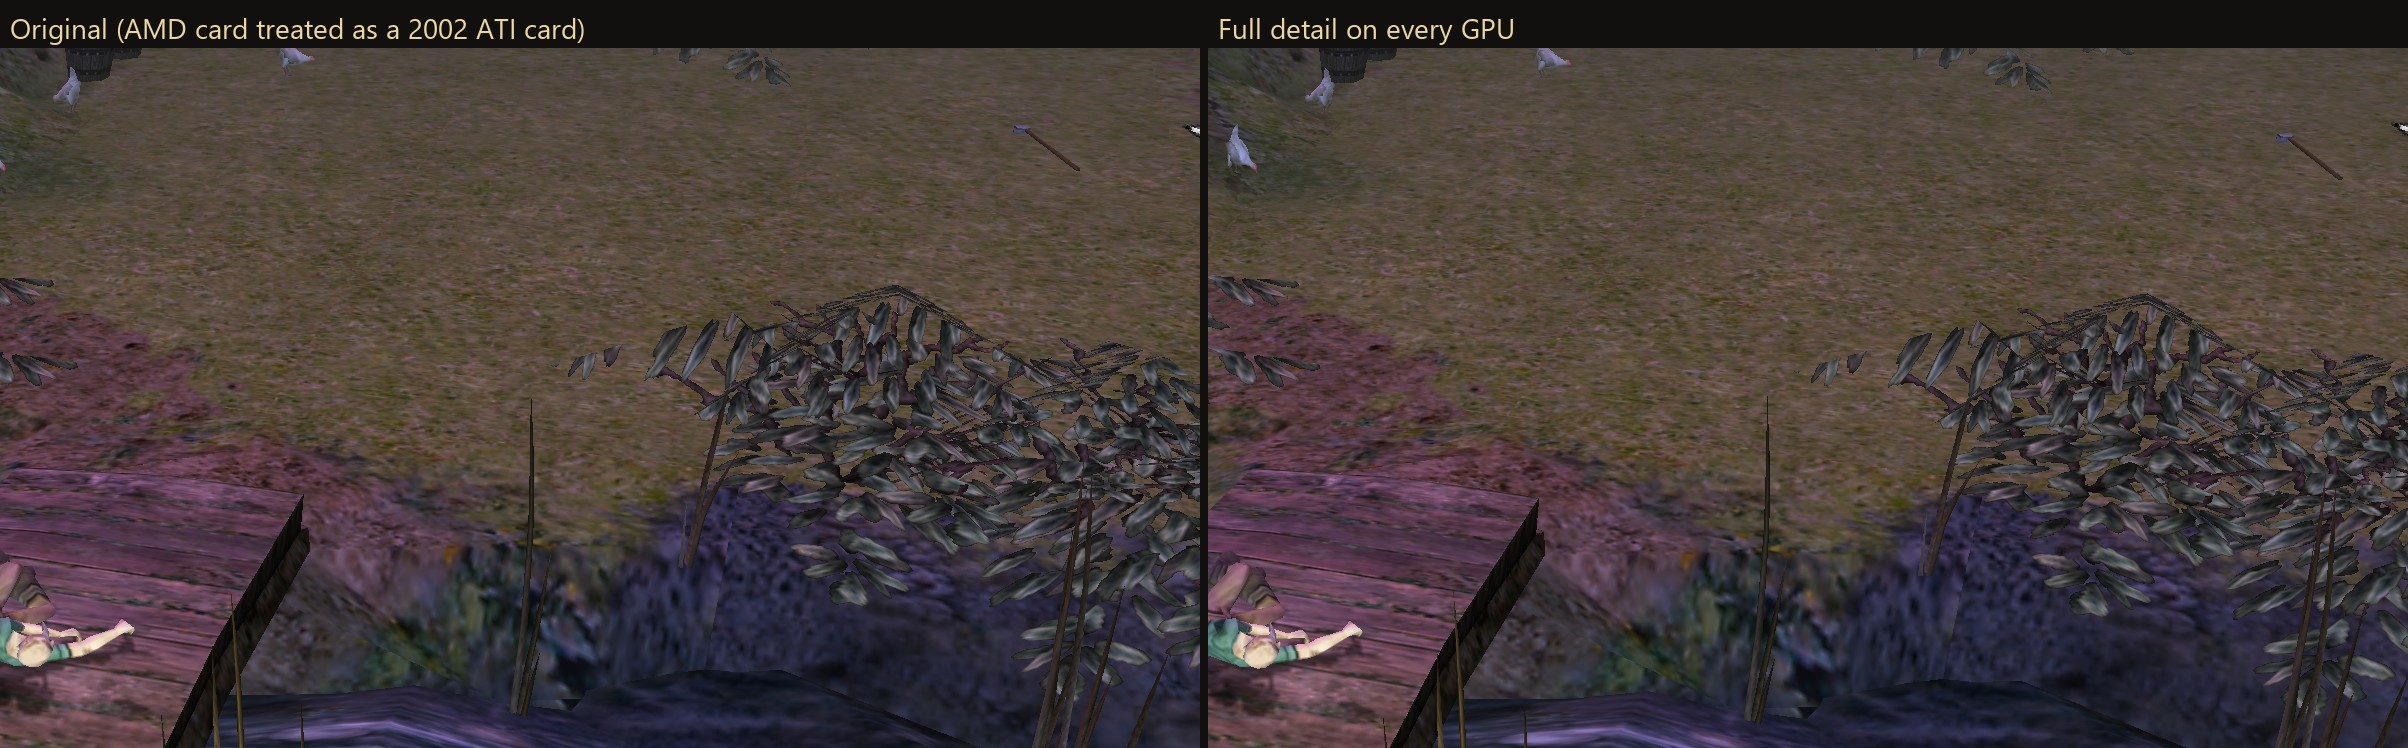 Original (AMD card treated as a 2002 ATI card)
Full detail on every GPU